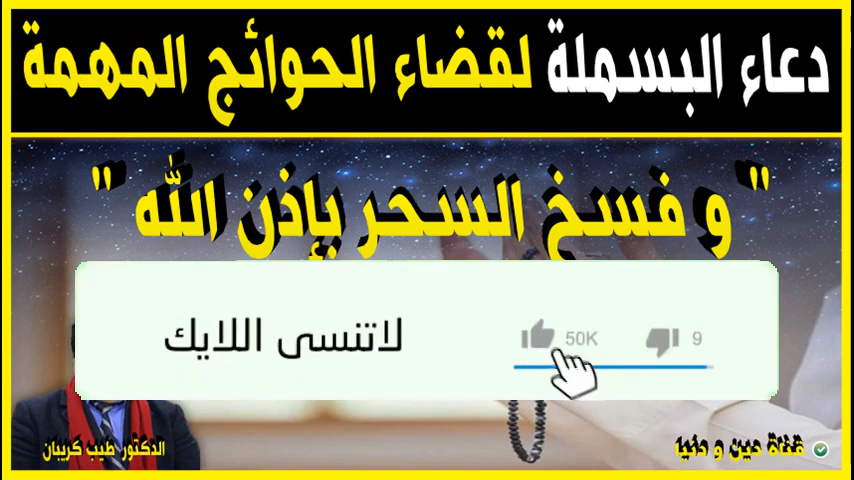 دعاء البسملة لقضاء الحوائج المهمة
" و فسخ السحر بإذن الله "
لاتنسى اللايك
50K
9
الدكتور طيب كريبان
قناة دين و دنيا